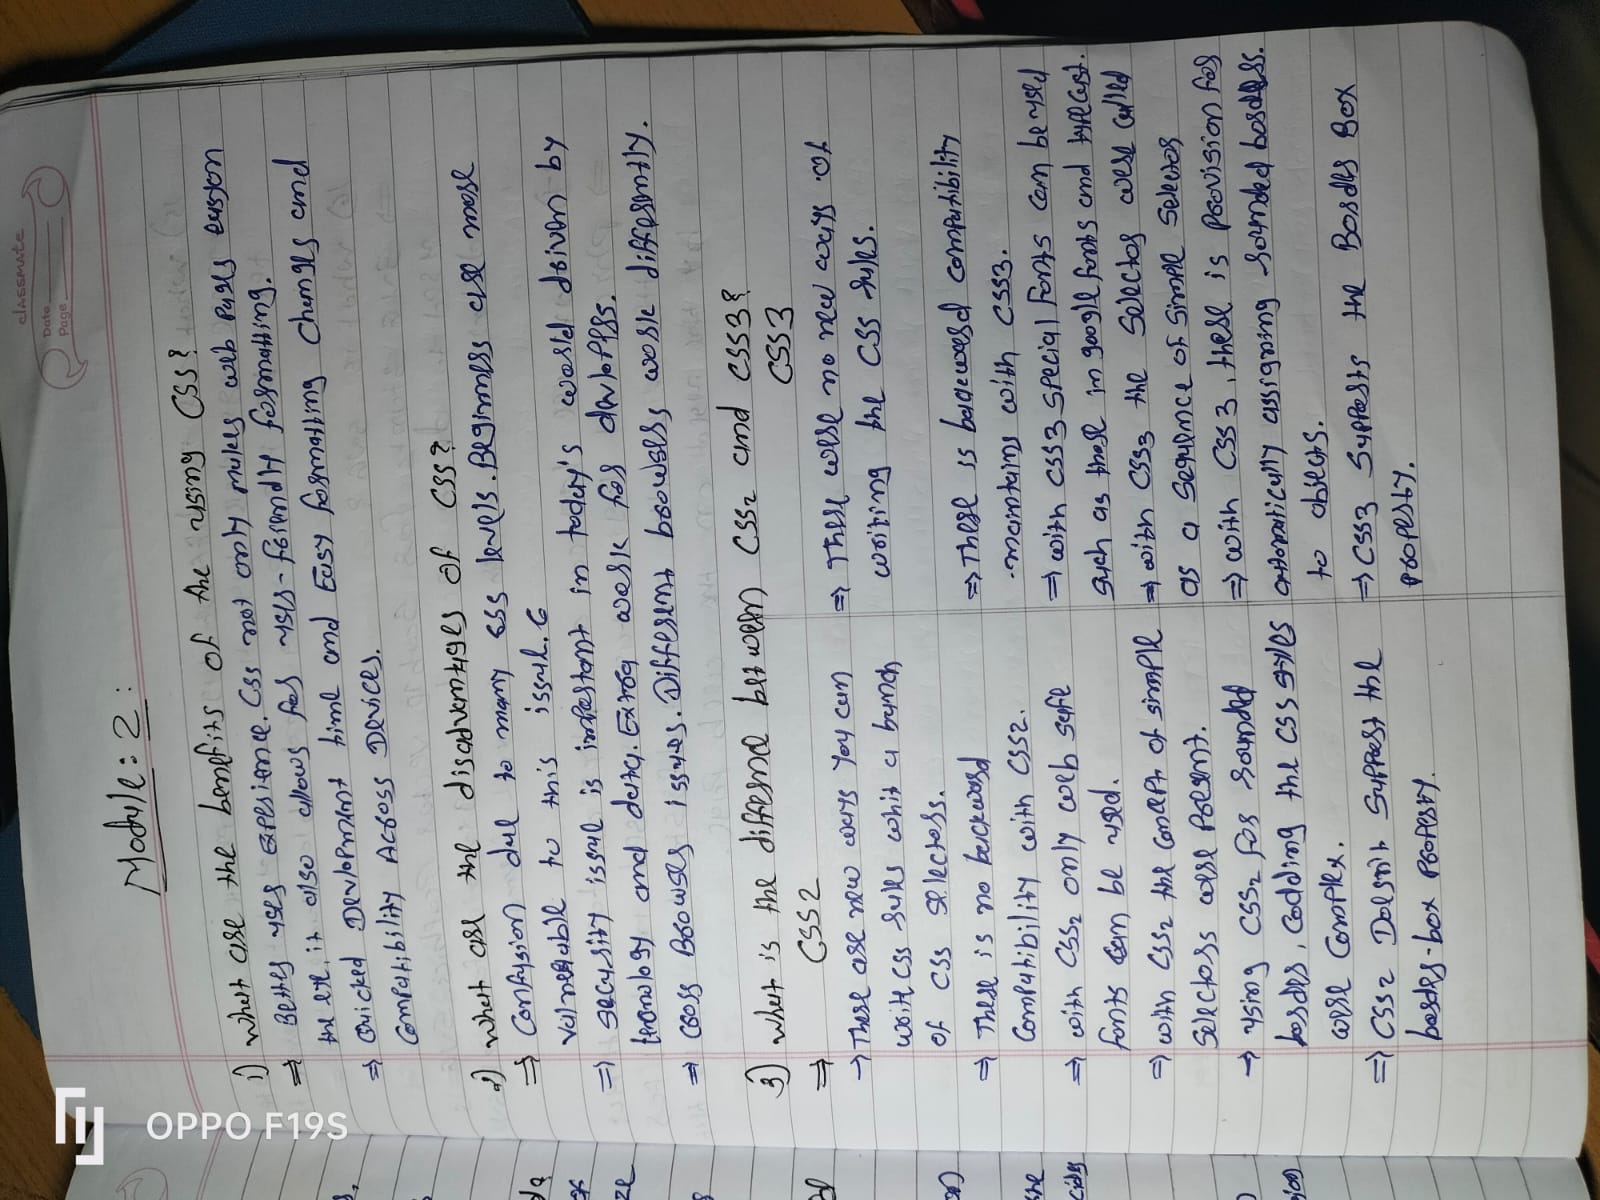 classmate
Date
Page
Module: 2:
1) what are the benefits of the using CSS?
⇒ Better user experience. CSS not only makes web pages easy on
the eye, it also allows for user-friendly formatting.
⇒ Quicked Development time and Easy formatting changes and
Compatibility Across Devices.
2) what are the disadvantages of CSS?
⇒ Confusion due to many CSS levels. Beginners are more
vulnerable to this issue.
⇒ security issue is important in today's world driven by
and data. Extra work for
⇒ Cross Browser issues. Different browsers work differently.
3) what is the difference between CSS2 and CSS3?
⇒ CSS2
→ There are new ways you can
write CSS rules whit a bunch
of CSS selectors.
⇒ There is no backward
Compatibility with CSS2.
⇒ with CSS2 only web safe
fonts can be used.
⇒ with CSS2 the concept of simple
Selectors were Present.
→ using CSS2 for rounded
border, Codding the CSS styles
were Complex.
⇒ CSS2 Doesn't Support the
border-box Property.
CSS3
⇒ There were no new ways of
writing the CSS rules.
⇒ There is backward compatibility
-maintains with CSS3.
⇒ with CSS3 special fonts can be used
such as those in google fonts and typecast.
⇒ with CSS3 the Selector were called
as a Sequence of simple Selector
⇒ with CSS3, there is Provision for
automatically assigning rounded borders.
to objects.
⇒ CSS3 Supports the Border Box
Property.
OPPO F19S